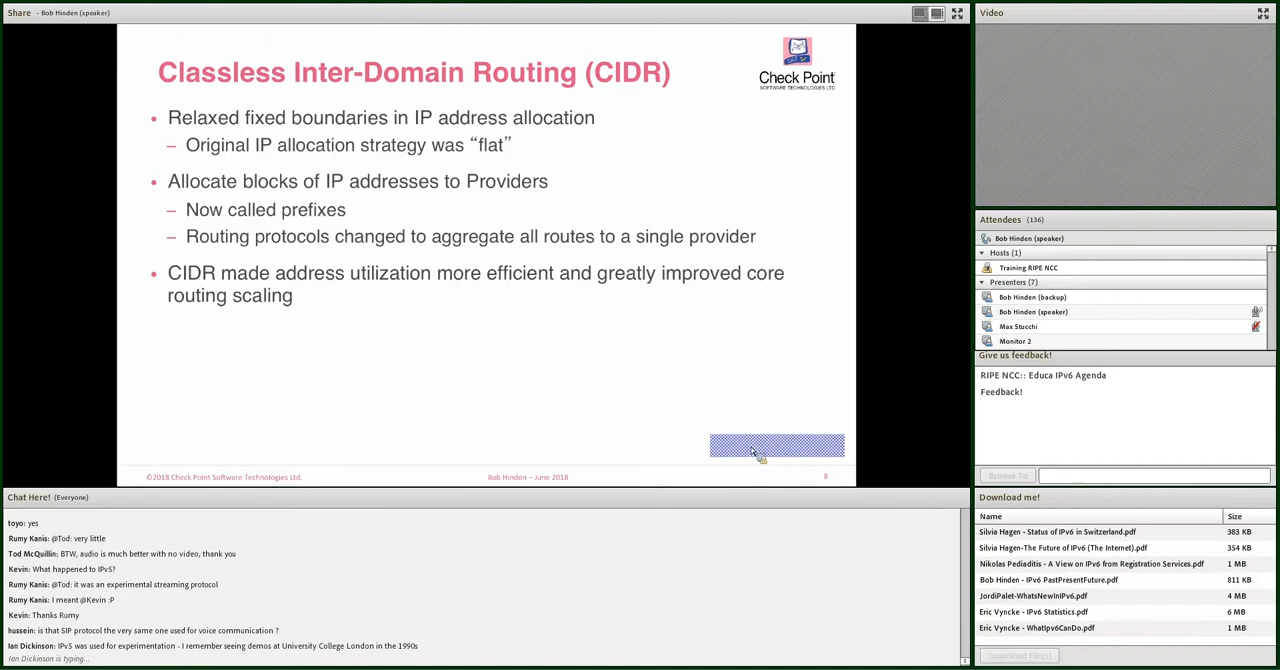 Share - Bob Hinden (speaker)
Classless Inter-Domain Routing (CIDR)
Check Point
SOFTWARE TECHNOLOGIES LTD
• Relaxed fixed boundaries in IP address allocation
– Original IP allocation strategy was “flat”
• Allocate blocks of IP addresses to Providers
– Now called prefixes
– Routing protocols changed to aggregate all routes to a single provider
• CIDR made address utilization more efficient and greatly improved core
routing scaling
©2018 Check Point Software Technologies Ltd.
Bob Hinden – June 2018
8
Chat Here! (Everyone)
toyo: yes
Rumy Kanis: @Tod: very little
Tod McQuillin: BTW, audio is much better with no video, thank you
Kevin: What happened to IPv5?
Rumy Kanis: @Tod: it was an experimental streaming protocol
Rumy Kanis: I meant @Kevin :P
Kevin: Thanks Rumy
hussein: is that SIP protocol the very same one used for voice communication ?
Ian Dickinson: IPv5 was used for experimentation - I remember seeing demos at University College London in the 1990s
Ian Dickinson is typing...
Video
Attendees (136)
Bob Hinden (speaker)
Hosts (1)
Training RIPE NCC
Presenters (7)
Bob Hinden (backup)
Bob Hinden (speaker)
Max Stucchi
Monitor 2
Give us feedback!
RIPE NCC:: Educa IPv6 Agenda
Feedback!
Browse To
Download me!
Name Size
Silvia Hagen - Status of IPv6 in Switzerland.pdf 383 KB
Silvia Hagen-The Future of IPv6 (The Internet).pdf 354 KB
Nikolas Pediaditis - A View on IPv6 from Registration Services.pdf 1 MB
Bob Hinden - IPv6 PastPresentFuture.pdf 811 KB
JordiPalet-WhatsNewInIPv6.pdf 4 MB
Eric Vyncke - IPv6 Statistics.pdf 6 MB
Eric Vyncke - WhatIpv6CanDo.pdf 1 MB
Download File(s)